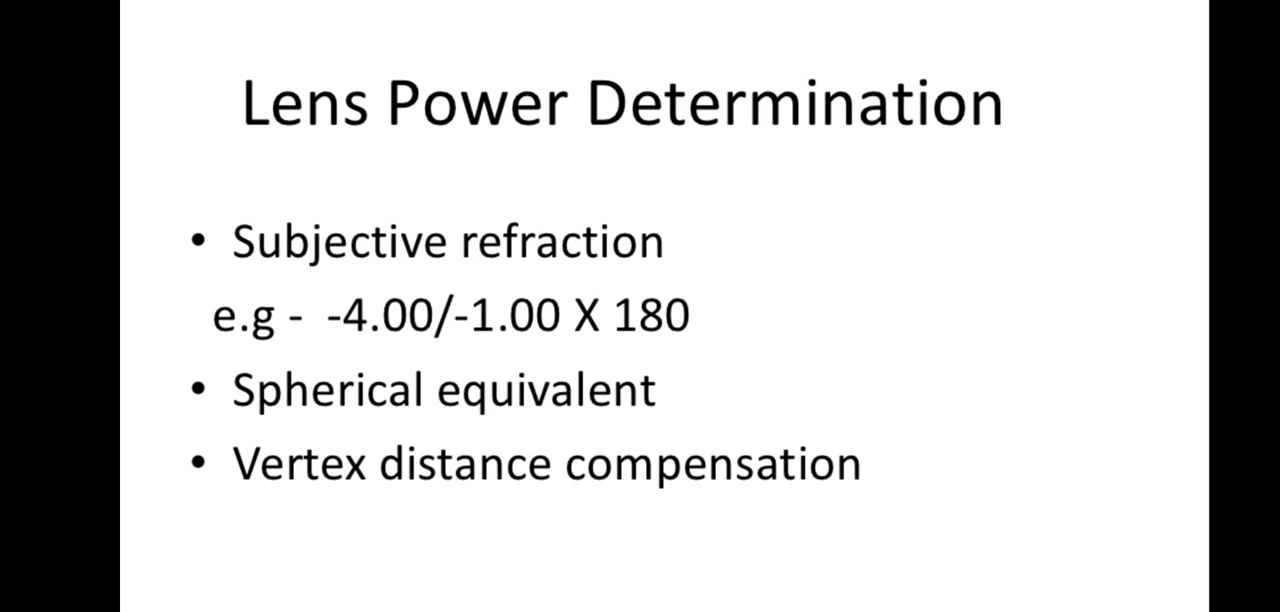 Lens Power Determination
• Subjective refraction
e.g - -4.00/-1.00 X 180
• Spherical equivalent
• Vertex distance compensation